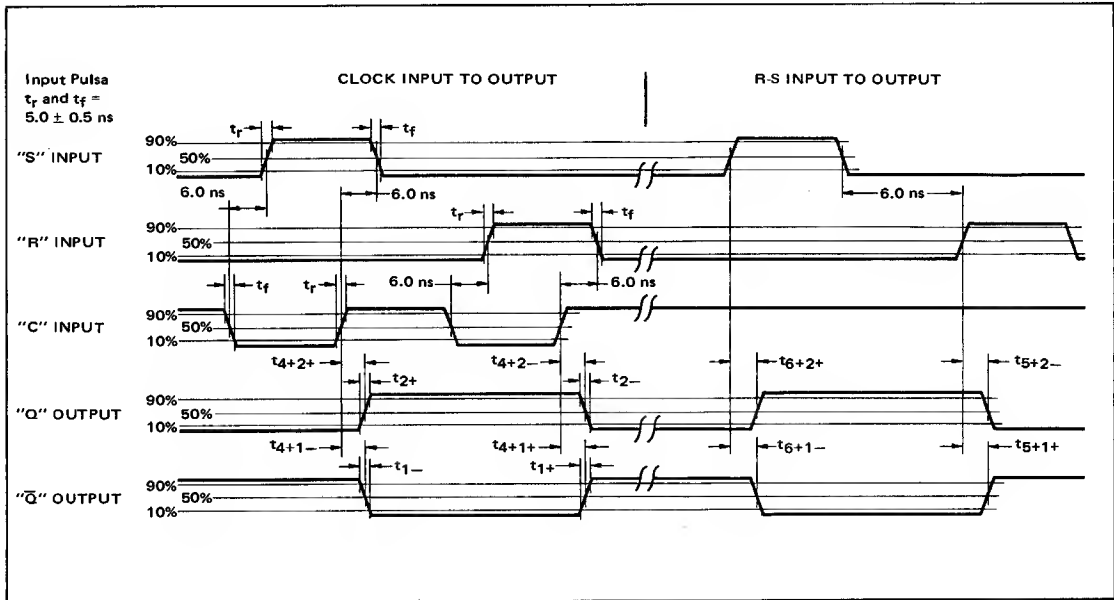 Input Pulsa
tr and tf =
5.0 ± 0.5 ns
CLOCK INPUT TO OUTPUT
R-S INPUT TO OUTPUT
"S" INPUT
90%
50%
10%
tr
tf
6.0 ns
6.0 ns
"R" INPUT
90%
50%
10%
tr
tf
6.0 ns
6.0 ns
"C" INPUT
90%
50%
10%
tf
tr
t4+2+
t2+
t4+2–
t2–
t6+2+
t5+2–
"Q" OUTPUT
90%
50%
10%
t4+1–
t1–
t4+1+
t1+
t6+1–
t5+1+
"Q̄" OUTPUT
90%
50%
10%